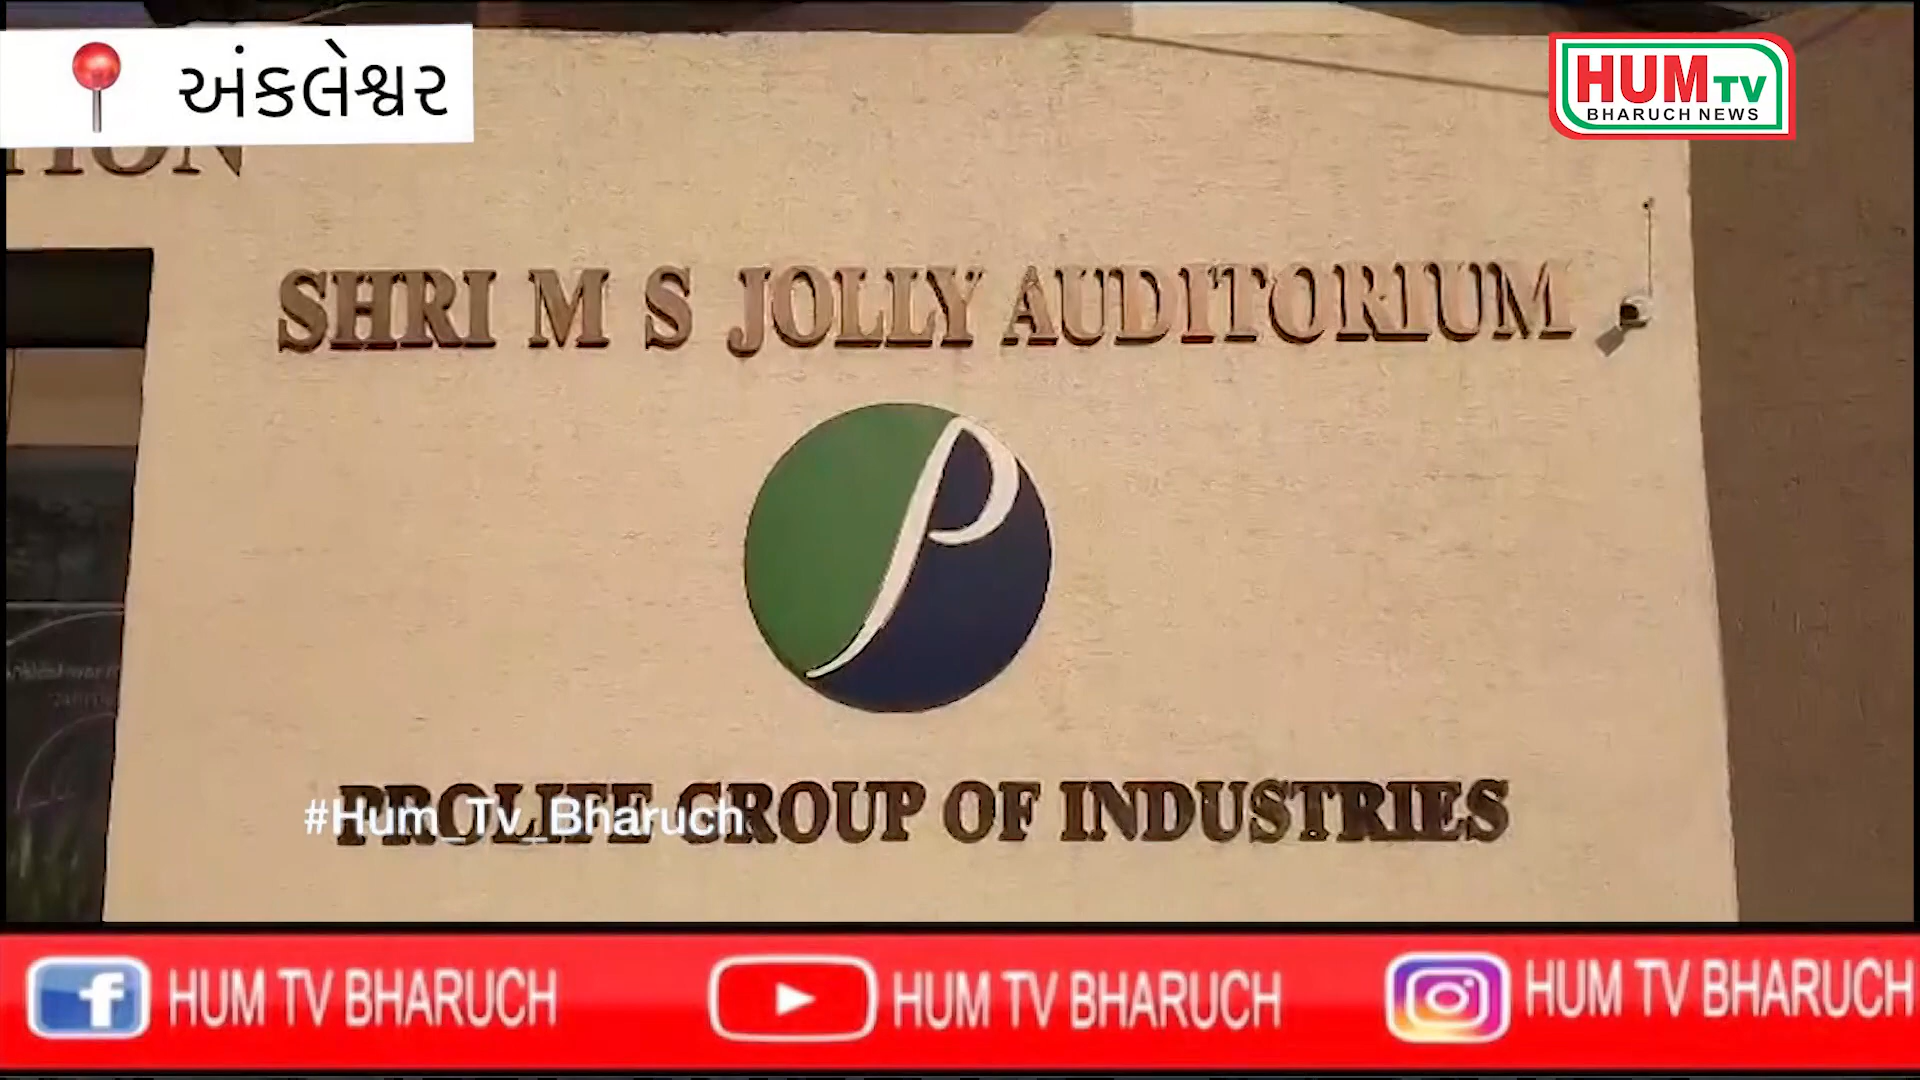 અંકલેશ્વર
HUM TV
BHARUCH NEWS
SHRI M S JOLLY AUDITORIUM
P
PROLIFE GROUP OF INDUSTRIES
#Hum_Tv_Bharuch
HUM TV BHARUCH
HUM TV BHARUCH
HUM TV BHARUCH